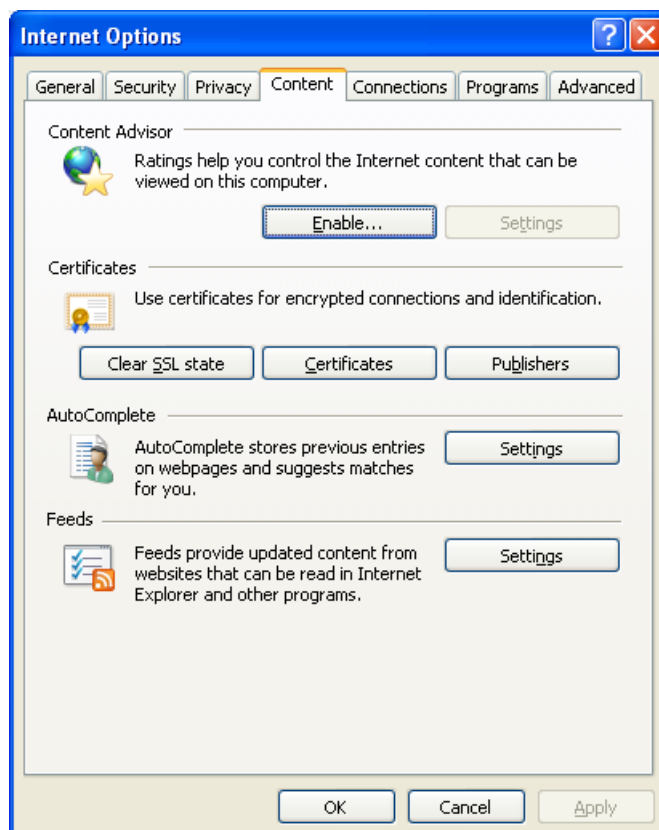 Internet Options
General Security Privacy Content Connections Programs Advanced
Content Advisor
Ratings help you control the Internet content that can be
viewed on this computer.
Enable... Settings
Certificates
Use certificates for encrypted connections and identification.
Clear SSL state Certificates Publishers
AutoComplete
AutoComplete stores previous entries
on webpages and suggests matches
for you.
Settings
Feeds
Feeds provide updated content from
websites that can be read in Internet
Explorer and other programs.
Settings
OK Cancel Apply